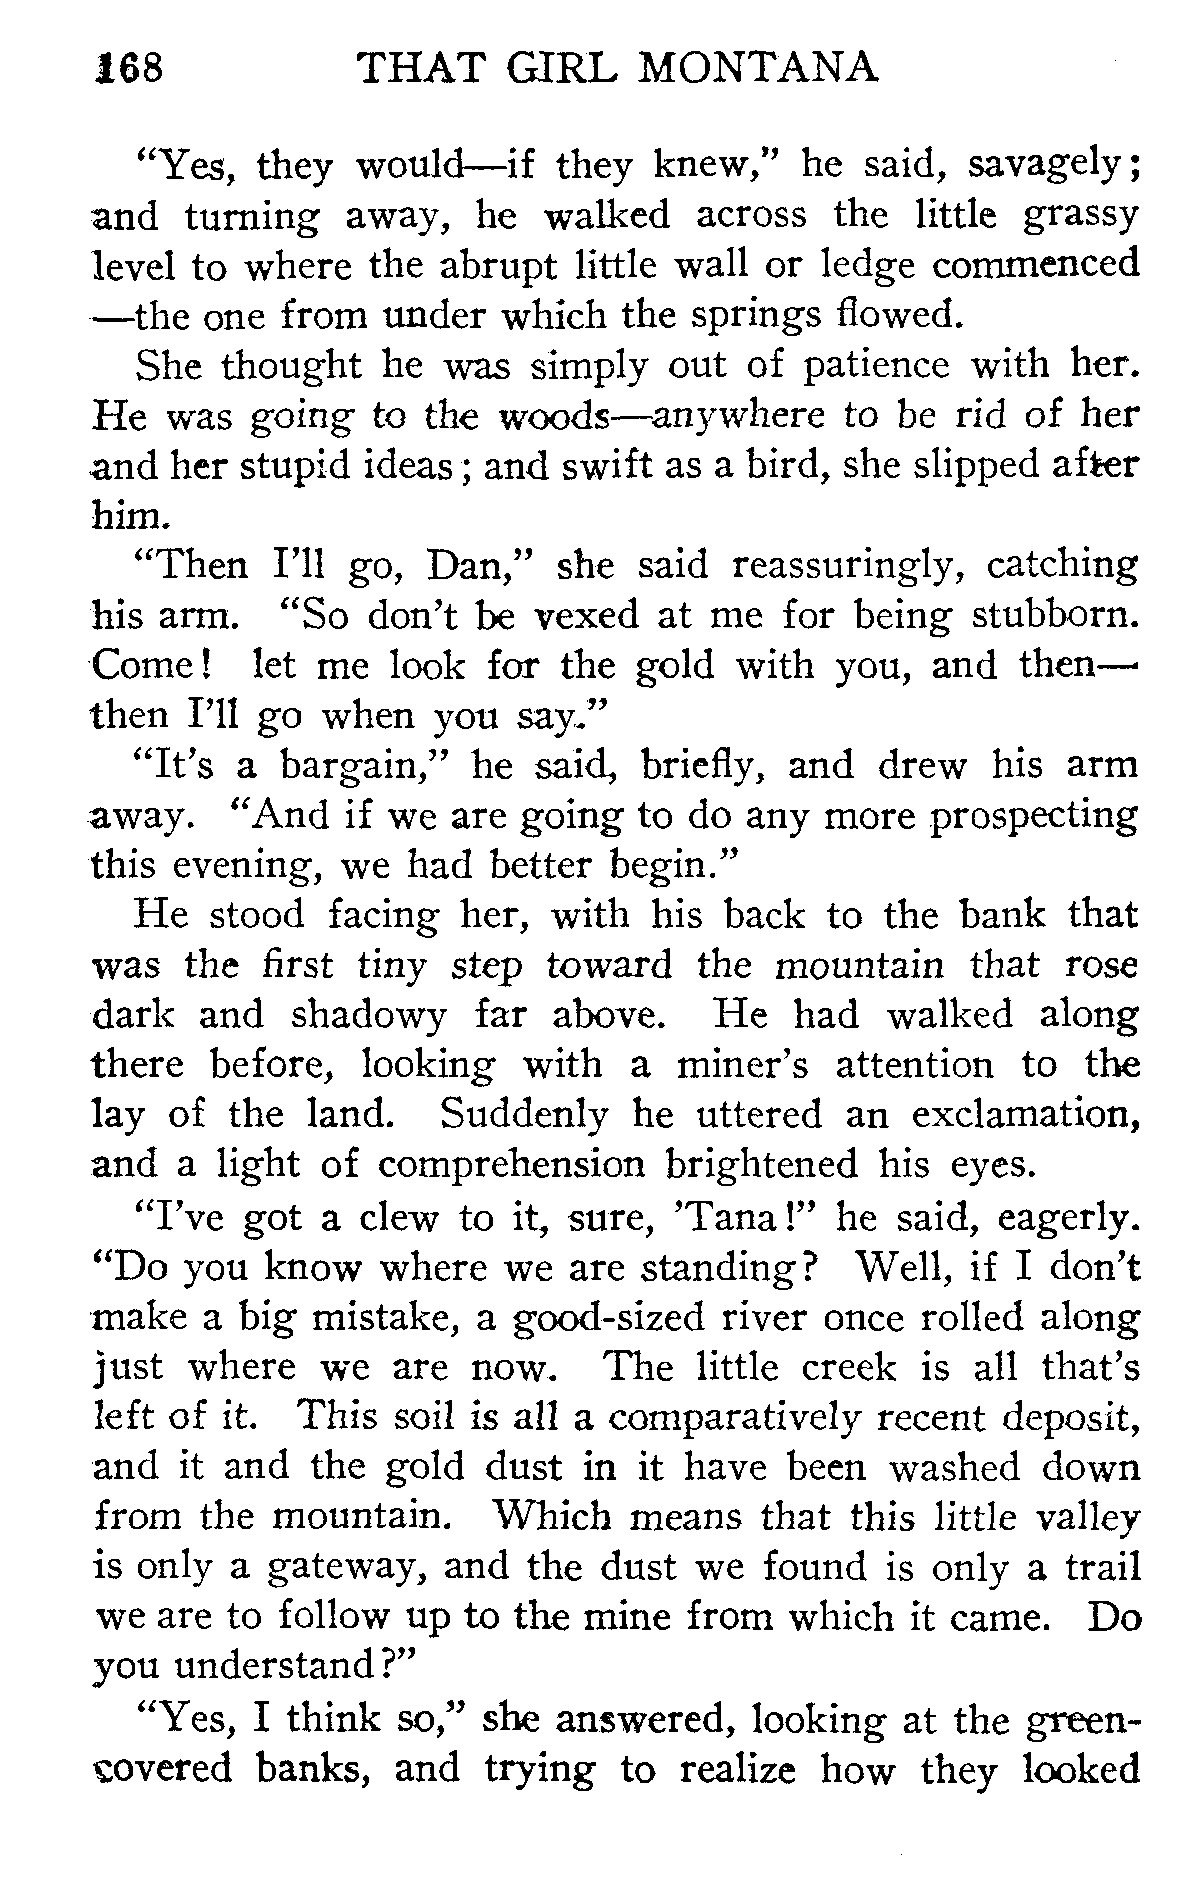 168 THAT GIRL MONTANA
"Yes, they would—if they knew," he said, savagely;
and turning away, he walked across the little grassy
level to where the abrupt little wall or ledge commenced
—the one from under which the springs flowed.
She thought he was simply out of patience with her.
He was going to the woods—anywhere to be rid of her
and her stupid ideas; and swift as a bird, she slipped after
him.
"Then I'll go, Dan," she said reassuringly, catching
his arm. "So don't be vexed at me for being stubborn.
Come! let me look for the gold with you, and then—
then I'll go when you say."
"It's a bargain," he said, briefly, and drew his arm
away. "And if we are going to do any more prospecting
this evening, we had better begin."
He stood facing her, with his back to the bank that
was the first tiny step toward the mountain that rose
dark and shadowy far above. He had walked along
there before, looking with a miner's attention to the
lay of the land. Suddenly he uttered an exclamation,
and a light of comprehension brightened his eyes.
"I've got a clew to it, sure, 'Tana!" he said, eagerly.
"Do you know where we are standing? Well, if I don't
make a big mistake, a good-sized river once rolled along
just where we are now. The little creek is all that's
left of it. This soil is all a comparatively recent deposit,
and it and the gold dust in it have been washed down
from the mountain. Which means that this little valley
is only a gateway, and the dust we found is only a trail
we are to follow up to the mine from which it came. Do
you understand?"
"Yes, I think so," she answered, looking at the green-
covered banks, and trying to realize how they looked